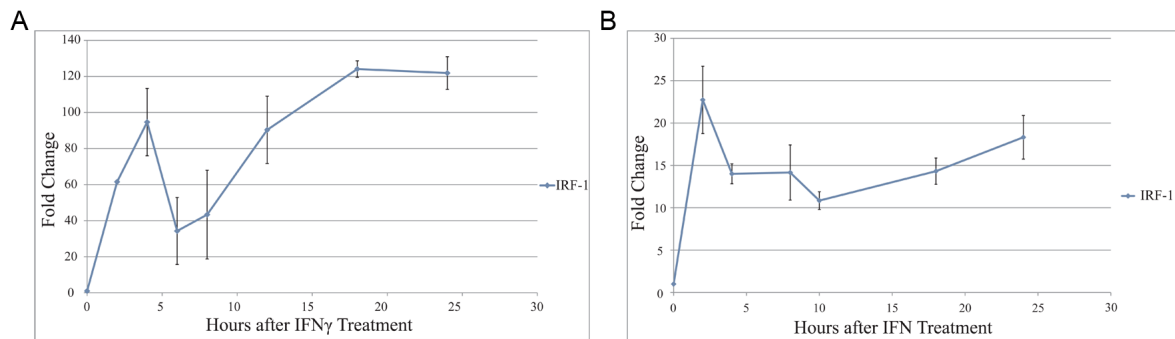 A
140
120
100
80
60
40
20
0
0 5 10 15 20 25 30
Fold Change
Hours after IFNγ Treatment
IRF-1
B
30
25
20
15
10
5
0
0 5 10 15 20 25 30
Fold Change
Hours after IFN Treatment
IRF-1